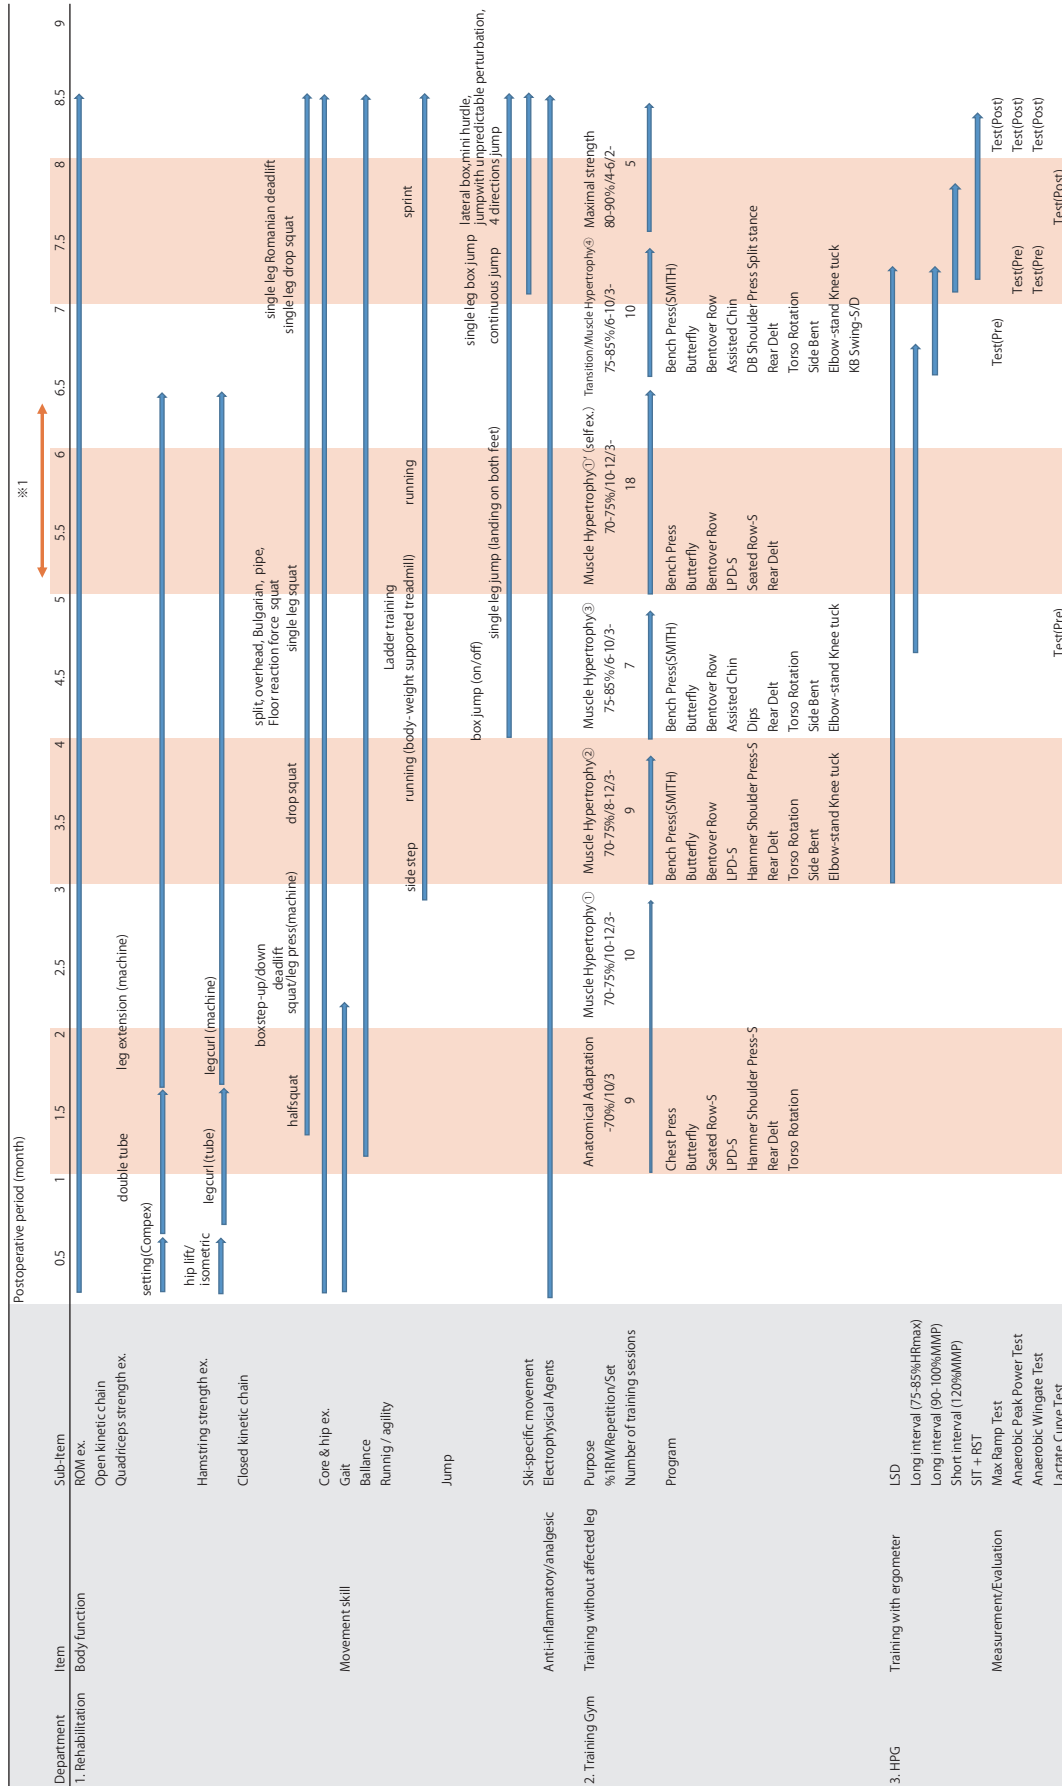 Postoperative period (month)
Department Item Sub-Item 0.5 1 1.5 2 2.5 3 3.5 4 4.5 5 5.5 6 6.5 7 7.5 8 8.5 9
※1
1. Rehabilitation Body function ROM ex.
Open kinetic chain
Quadriceps strength ex. double tube leg extension (machine)
setting(Compex)
hip lift/
isometric
Hamstring strength ex. legcurl (tube) legcurl (machine)
Closed kinetic chain
boxstep-up/down
deadlift
squat/leg press(machine)
halfsquat drop squat
split, overhead, Bulgarian, pipe,
Floor reaction force squat
single leg squat
single leg Romanian deadlift
single leg drop squat
Core & hip ex.
Movement skill Gait
Ballance
Runnig / agility
Ladder training
side step running (body-weight supported treadmill) running sprint
Jump
box jump (on/off)
single leg jump (landing on both feet)
single leg box jump
continuous jump
lateral box,mini hurdle,
jumpwith unpredictable perturbation,
4 directions jump
Ski-specific movement
Anti-inflammatory/analgesic Electrophysical Agents
2. Training Gym Training without affected leg Purpose Anatomical Adaptation Muscle Hypertrophy① Muscle Hypertrophy② Muscle Hypertrophy③ Muscle Hypertrophy①' (self ex.) Transition/Muscle Hypertrophy④ Maximal strength
%1RM/Repetition/Set -70%/10/3 70-75%/10-12/3- 70-75%/8-12/3- 75-85%/6-10/3- 70-75%/10-12/3- 75-85%/6-10/3- 80-90%/4-6/2-
Number of training sessions 9 10 9 7 18 10 5
Program Chest Press Bench Press(SMITH) Bench Press(SMITH) Bench Press Bench Press(SMITH)
Butterfly Butterfly Butterfly Butterfly Butterfly
Seated Row-S Bentover Row Bentover Row Bentover Row Bentover Row
LPD-S LPD-S Assisted Chin LPD-S Assisted Chin
Hammer Shoulder Press-S Hammer Shoulder Press-S Dips Seated Row-S DB Shoulder Press Split stance
Rear Delt Rear Delt Rear Delt Rear Delt Rear Delt
Torso Rotation Torso Rotation Torso Rotation Torso Rotation
Side Bent Side Bent Side Bent
Elbow-stand Knee tuck Elbow-stand Knee tuck Elbow-stand Knee tuck
KB Swing-S/D
3. HPG Training with ergometer LSD
Long interval (75-85%HRmax)
Long interval (90-100%MMP)
Short interval (120%MMP)
SIT + RST
Measurement/Evaluation Max Ramp Test Test(Pre) Test(Post)
Anaerobic Peak Power Test Test(Pre) Test(Post)
Anaerobic Wingate Test Test(Pre) Test(Post)
Lactate Curve Test Test(Pre) Test(Post)